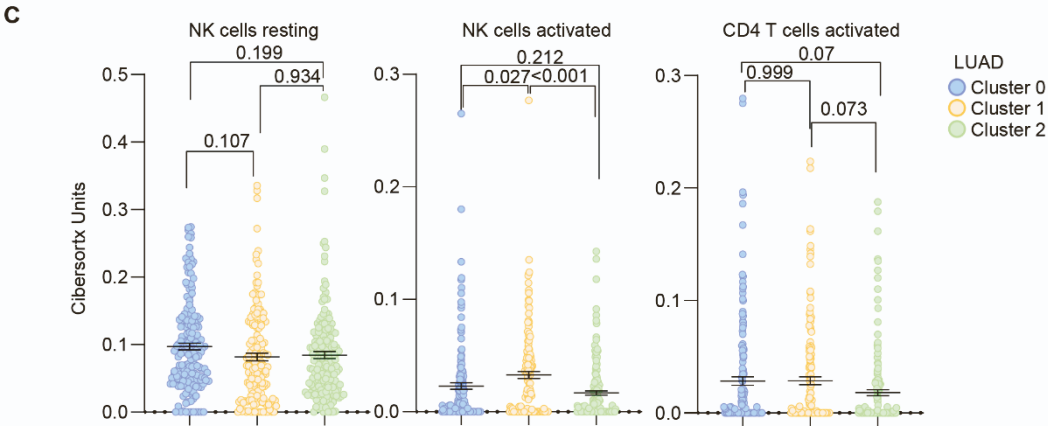 C
NK cells resting
NK cells activated
CD4 T cells activated
Cibersortx Units
0.5
0.4
0.3
0.2
0.1
0.0
0.199
0.934
0.107
0.3
0.2
0.1
0.0
0.212
0.027
<0.001
0.3
0.2
0.1
0.0
0.07
0.999
0.073
LUAD
Cluster 0
Cluster 1
Cluster 2